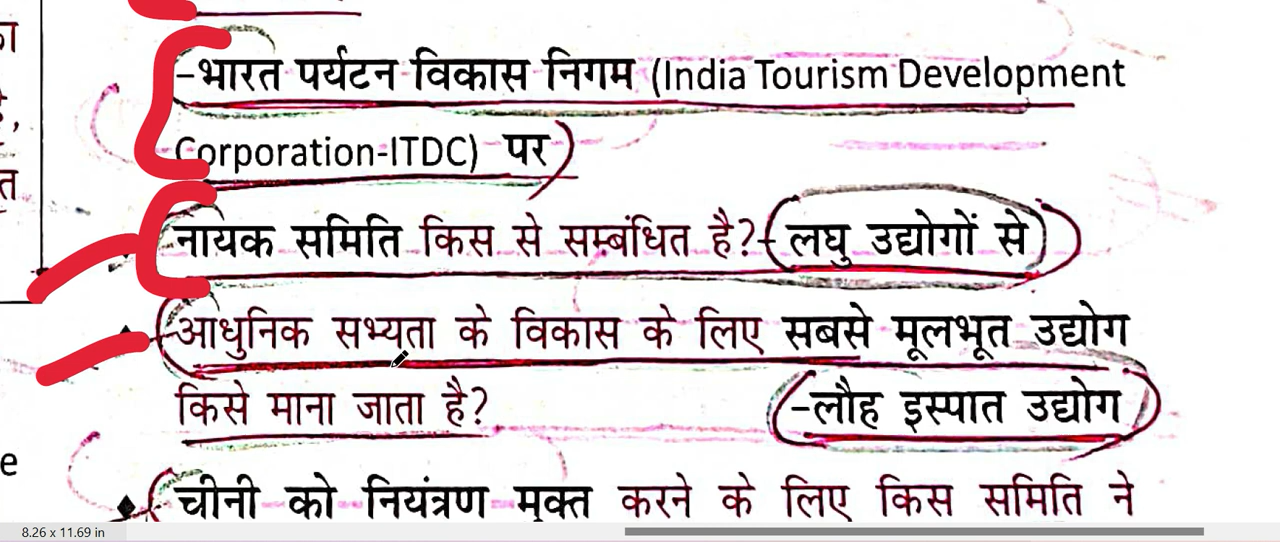 का
-भारत पर्यटन विकास निगम (India Tourism Development
है,
Corporation-ITDC) पर
त
नायक समिति किस से सम्बंधित है? -लघु उद्योगों से
-आधुनिक सभ्यता के विकास के लिए सबसे मूलभूत उद्योग
किसे माना जाता है? -लौह इस्पात उद्योग
e
चीनी को नियंत्रण मुक्त करने के लिए किस समिति ने
8.26 x 11.69 in